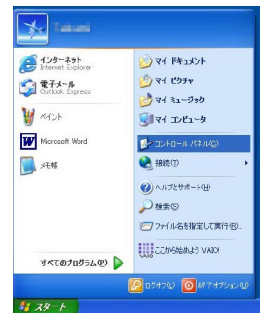 インターネット
Internet Explorer
電子メール
Outlook Express
ペイント
Microsoft Word
メモ帳
すべてのプログラム(P)
マイ ドキュメント
マイ ピクチャ
マイ ミュージック
マイ コンピュータ
コントロール パネル(C)
接続(T)
ヘルプとサポート(H)
検索(S)
ファイル名を指定して実行(R)...
ここから始めよう VAIO!
ログオフ(L)
終了オプション(U)
スタート